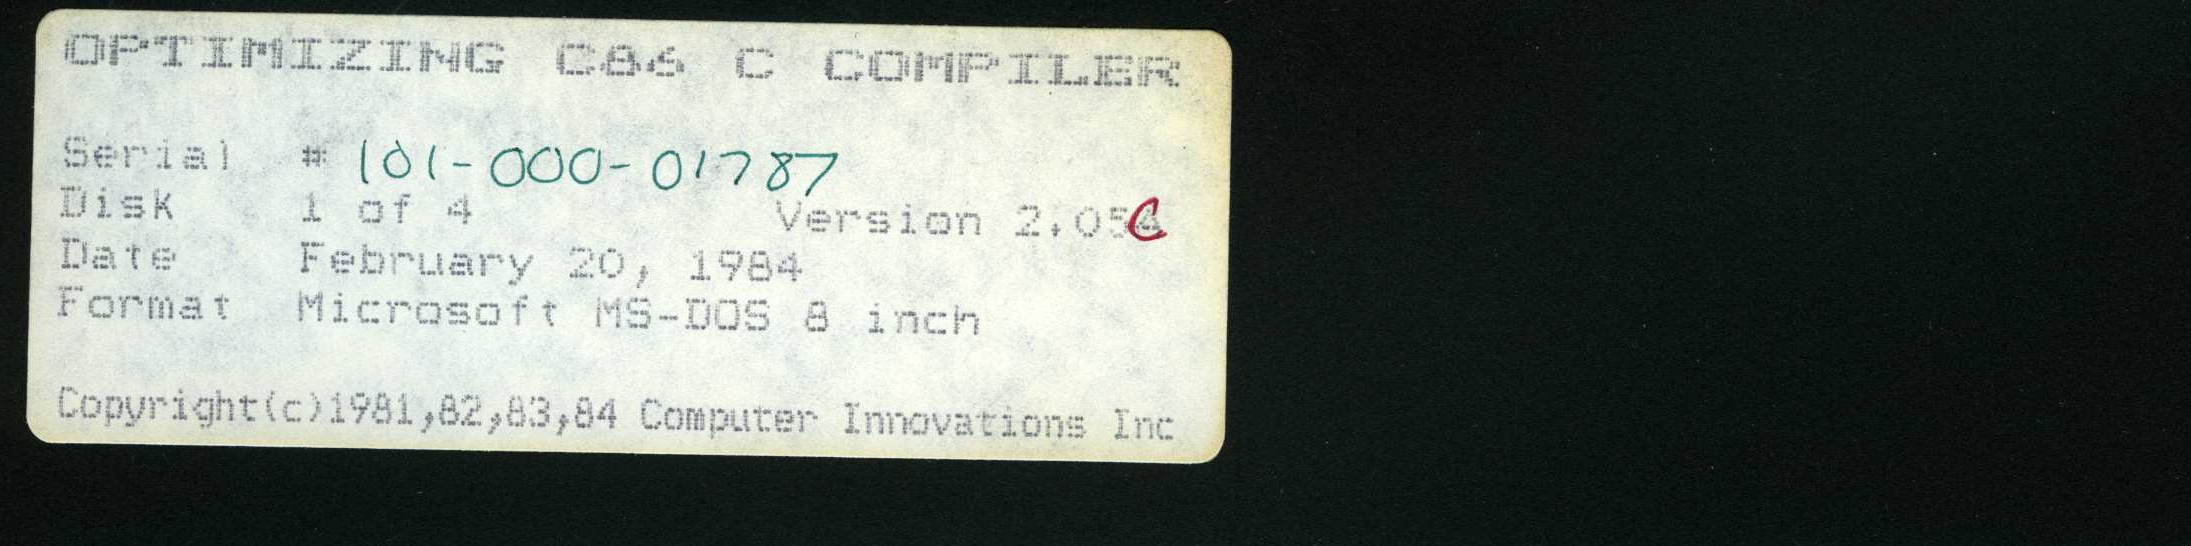 OPTIMIZING C86 C COMPILER
Serial # 101-000-01787
Disk 1 of 4 Version 2.05C
Date February 20, 1984
Format Microsoft MS-DOS 8 inch
Copyright(c)1981,82,83,84 Computer Innovations Inc